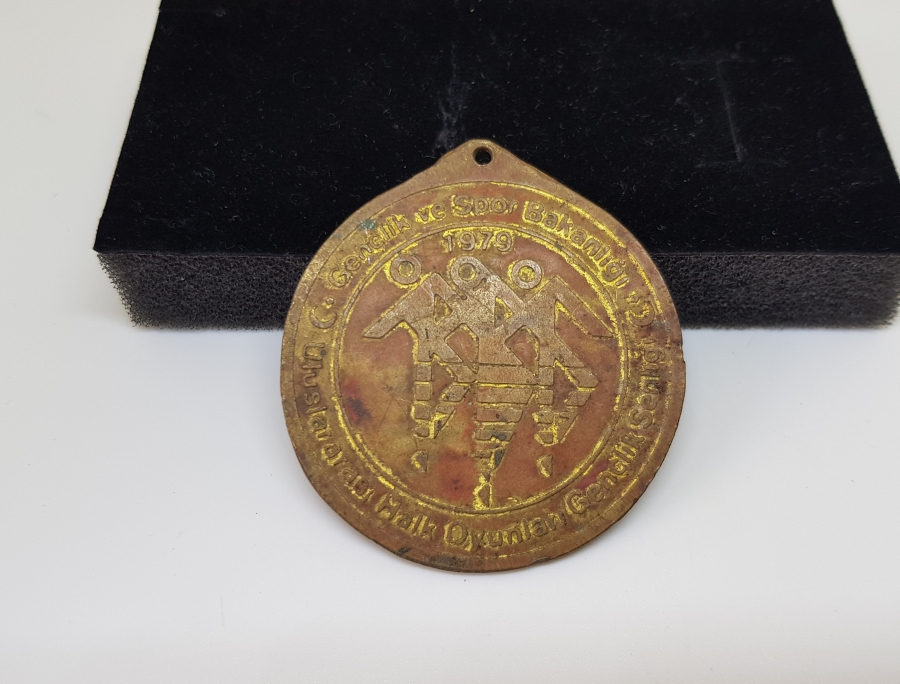 Gençlik ve Spor Bakanlığı
1979
Uluslararası Halk Oyunları Gençlik Şenliği